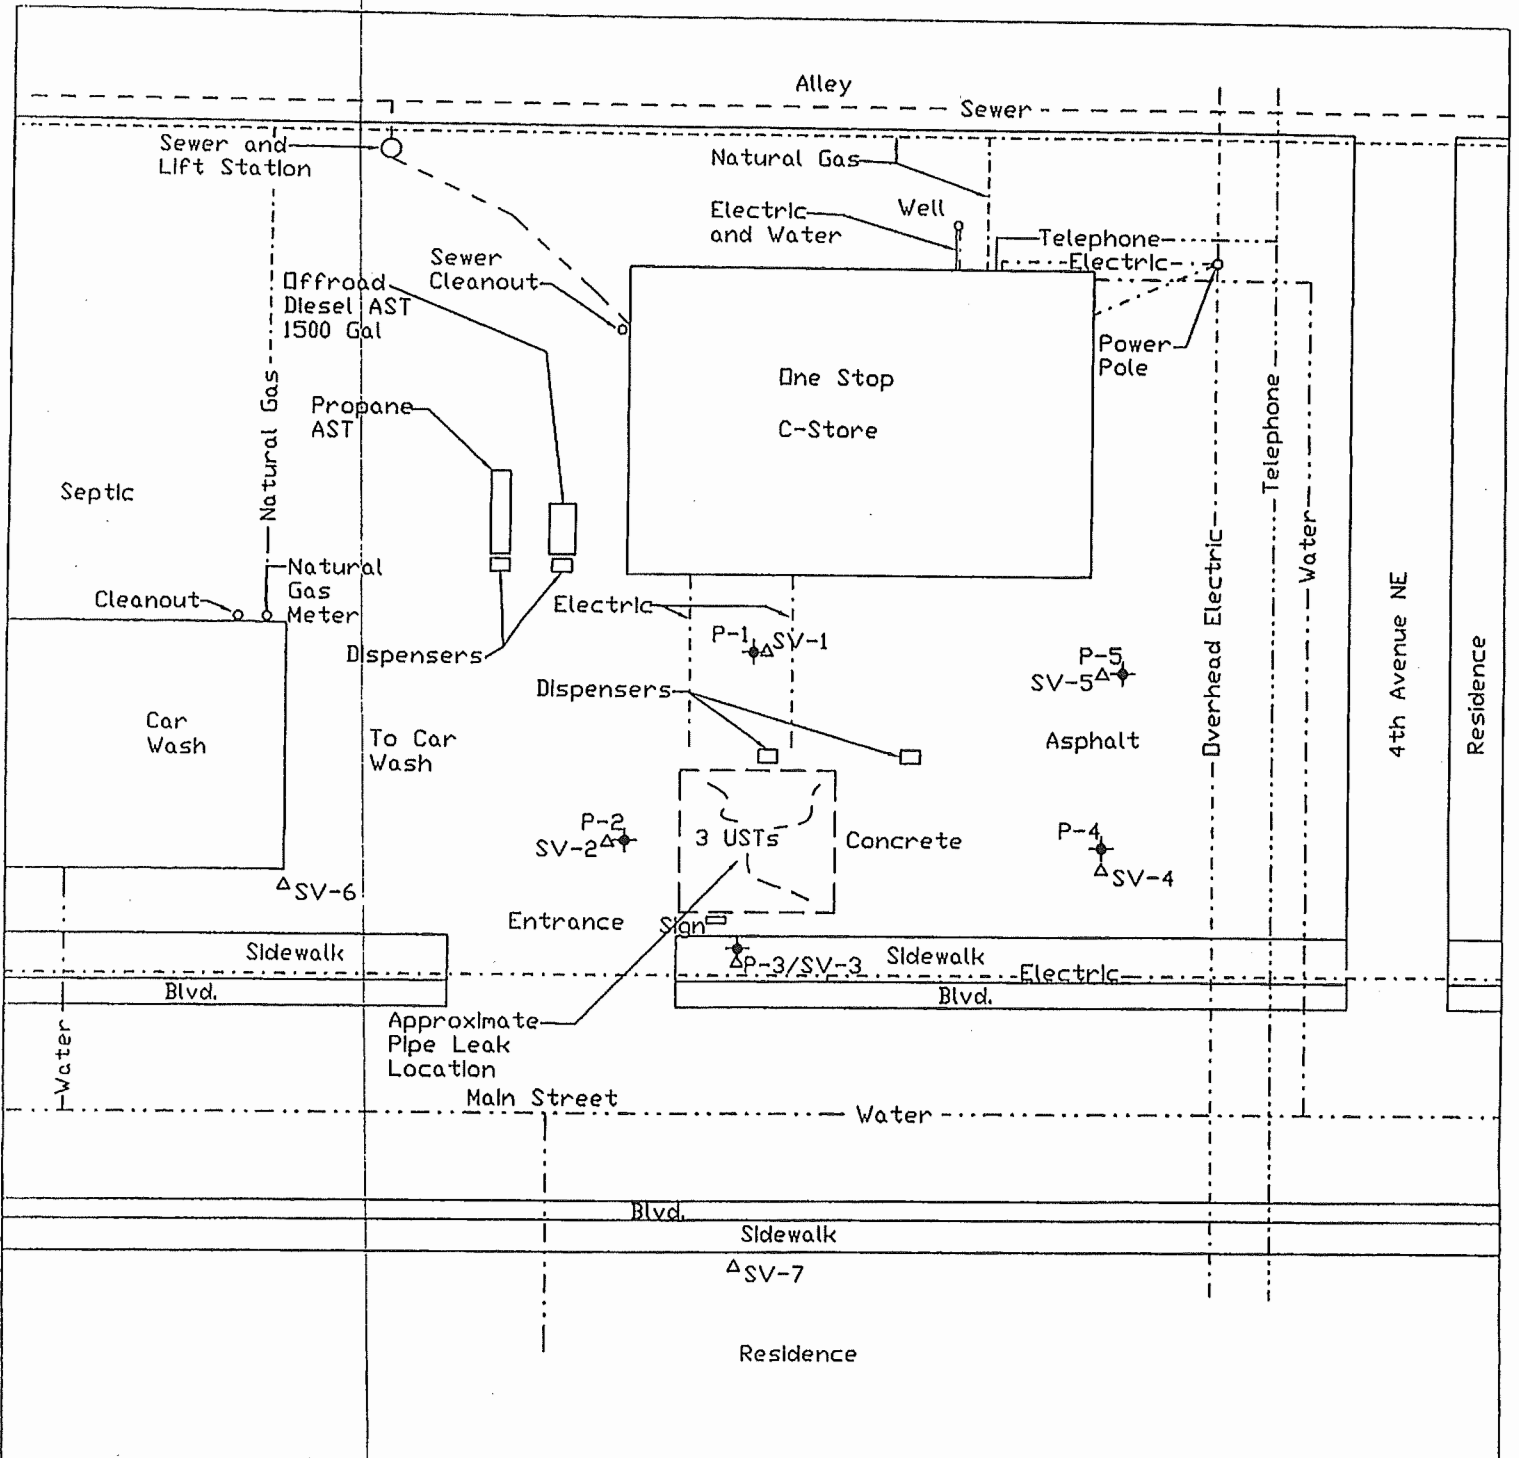 Alley
Sewer
Sewer and
Lift Station
Natural Gas
Electric
and Water
Well
Telephone
Electric
Sewer
Cleanout
Offroad
Diesel AST
1500 Gal
Power
Pole
One Stop
C-Store
Propane
AST
Natural Gas
Septic
Telephone
Water
Overhead Electric
4th Avenue NE
Residence
Natural
Gas
Meter
Cleanout
Electric
P-1
SV-1
Dispensers
P-5
SV-5
Dispensers
Car
Wash
To Car
Wash
Asphalt
P-2
SV-2
3 USTs
Concrete
P-4
SV-4
SV-6
Entrance
Sign
Sidewalk
Sidewalk
P-3/SV-3
Electric
Blvd.
Blvd.
Approximate
Pipe Leak
Location
Water
Main Street
Water
Blvd.
Sidewalk
SV-7
Residence